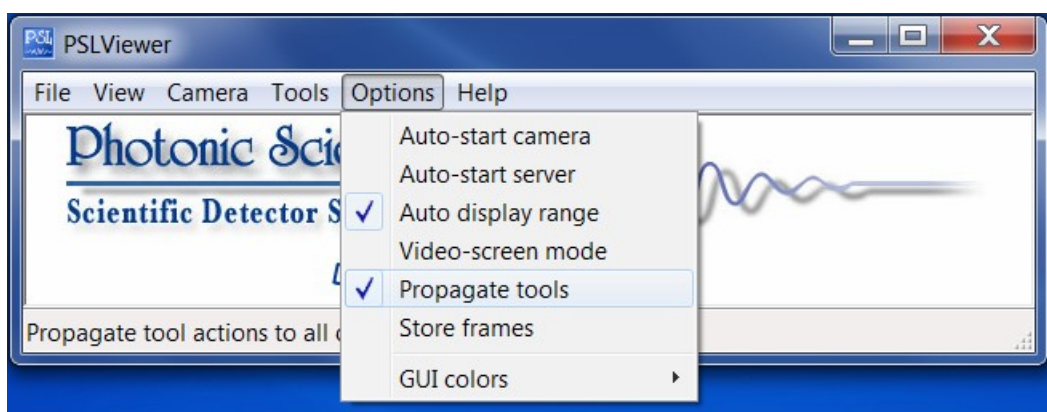 PSL
PSLViewer
File View Camera Tools Options Help
Photonic
Scientific Detector S
Auto-start camera
Auto-start server
Auto display range
Video-screen mode
Propagate tools
Store frames
GUI colors
Propagate tool actions to all